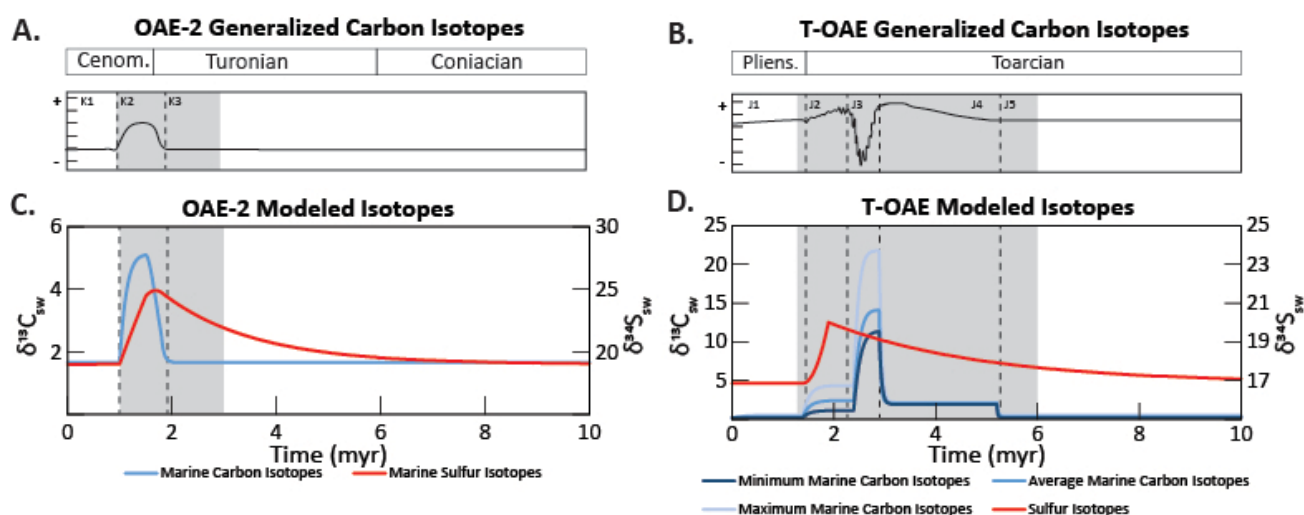 A.
OAE-2 Generalized Carbon Isotopes
Cenom. Turonian Coniacian
+ K1 K2 K3
-
B.
T-OAE Generalized Carbon Isotopes
Pliens. Toarcian
+ J1 J2 J3 J4 J5
-
C.
OAE-2 Modeled Isotopes
6 30
4 25
2 20
δ¹³Csw δ³⁴Ssw
0 2 4 6 8 10
Time (myr)
Marine Carbon Isotopes Marine Sulfur Isotopes
D.
T-OAE Modeled Isotopes
25 25
20 23
15 21
10 19
5 17
δ¹³Csw δ³⁴Ssw
0 2 4 6 8 10
Time (myr)
Minimum Marine Carbon Isotopes Average Marine Carbon Isotopes
Maximum Marine Carbon Isotopes Sulfur Isotopes